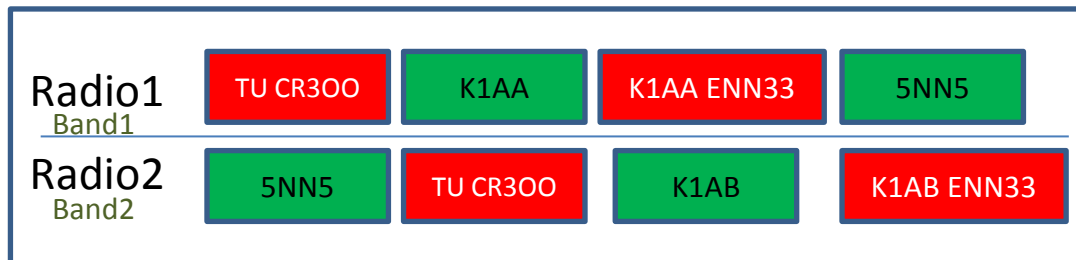 Radio1 TU CR3OO K1AA K1AA ENN33 5NN5
Band1
Radio2 5NN5 TU CR3OO K1AB K1AB ENN33
Band2